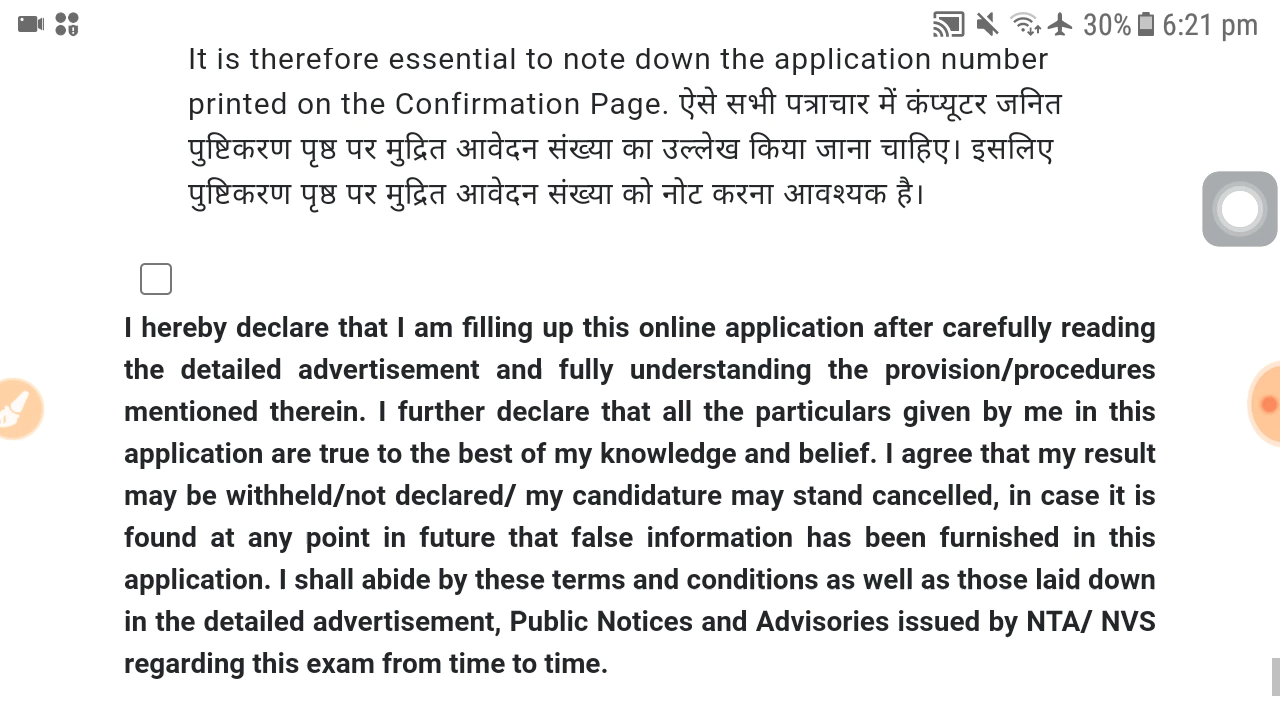 30% 6:21 pm
It is therefore essential to note down the application number
printed on the Confirmation Page. ऐसे सभी पत्राचार में कंप्यूटर जनित
पुष्टिकरण पृष्ठ पर मुद्रित आवेदन संख्या का उल्लेख किया जाना चाहिए। इसलिए
पुष्टिकरण पृष्ठ पर मुद्रित आवेदन संख्या को नोट करना आवश्यक है।
I hereby declare that I am filling up this online application after carefully reading
the detailed advertisement and fully understanding the provision/procedures
mentioned therein. I further declare that all the particulars given by me in this
application are true to the best of my knowledge and belief. I agree that my result
may be withheld/not declared/ my candidature may stand cancelled, in case it is
found at any point in future that false information has been furnished in this
application. I shall abide by these terms and conditions as well as those laid down
in the detailed advertisement, Public Notices and Advisories issued by NTA/ NVS
regarding this exam from time to time.